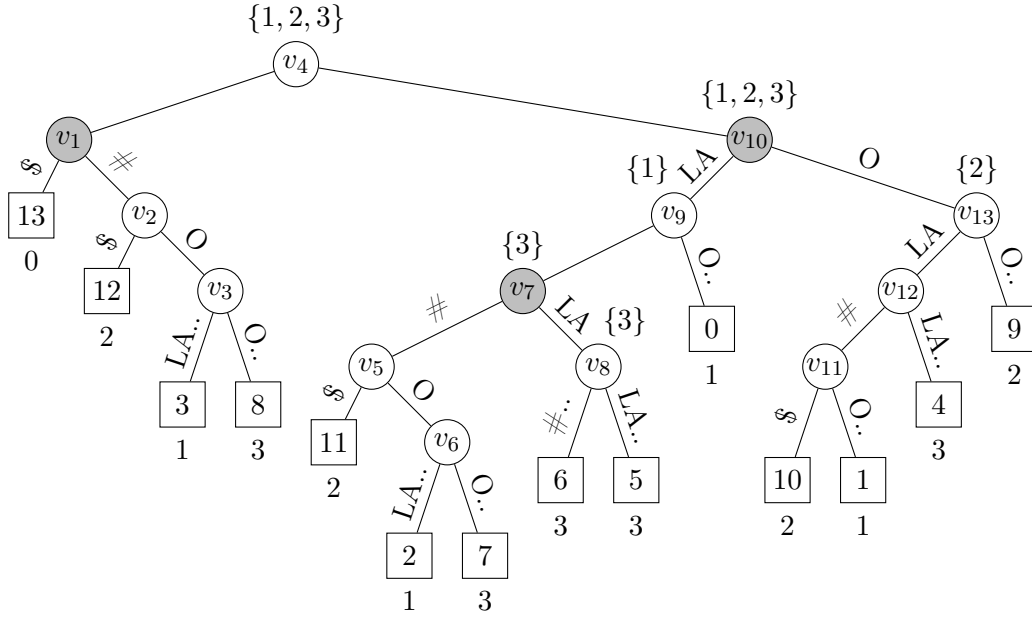 {1, 2, 3}
v4
{1, 2, 3}
v1
v10
$
#
LA
O
{1}
{2}
13
v2
v9
v13
0
$
O
{3}
O..
LA
O..
12
v3
v7
v12
2
#
LA
{3}
0
#
LA..
9
LA..
O..
v5
v8
1
v11
2
3
8
$
O
#..
LA..
$
O..
4
1
3
11
v6
3
2
LA..
O..
6
5
10
1
3
3
2
1
2
7
1
3